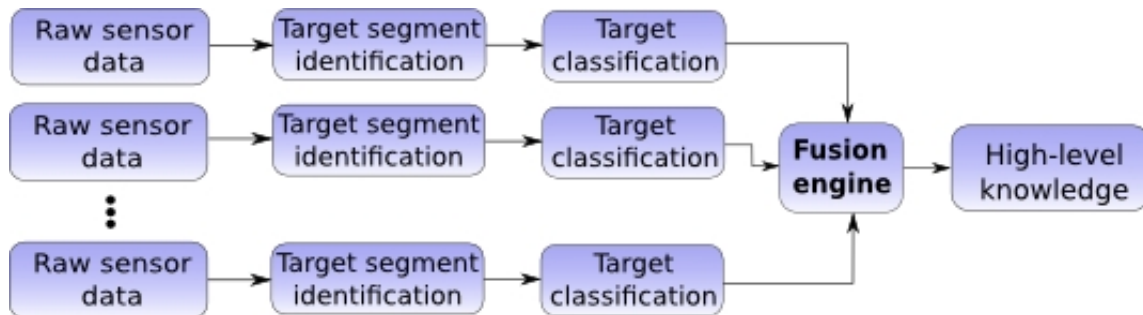 Raw sensor
data
Target segment
identification
Target
classification
Raw sensor
data
Target segment
identification
Target
classification
Fusion
engine
High-level
knowledge
Raw sensor
data
Target segment
identification
Target
classification